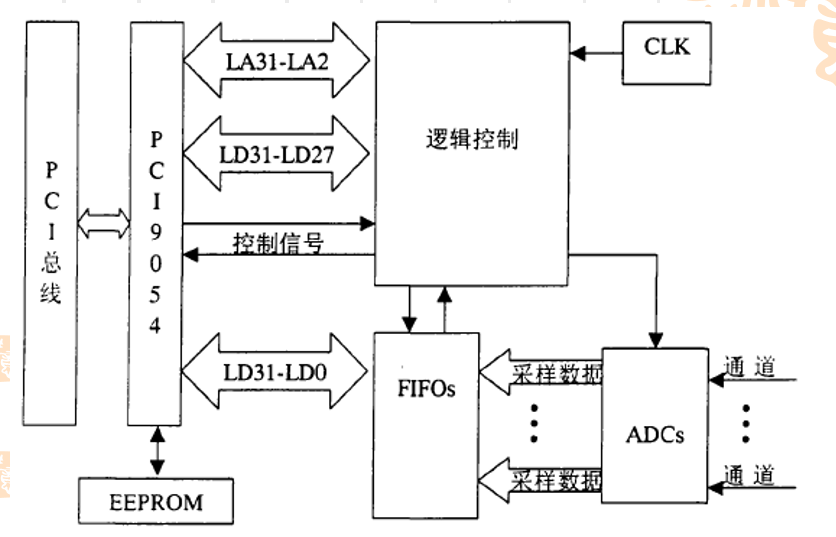 LA31-LA2
CLK
逻辑控制
LD31-LD27
PCI总线
PCI9054
控制信号
LD31-LD0
FIFOs
采样数据
通道
ADCs
采样数据
通道
EEPROM